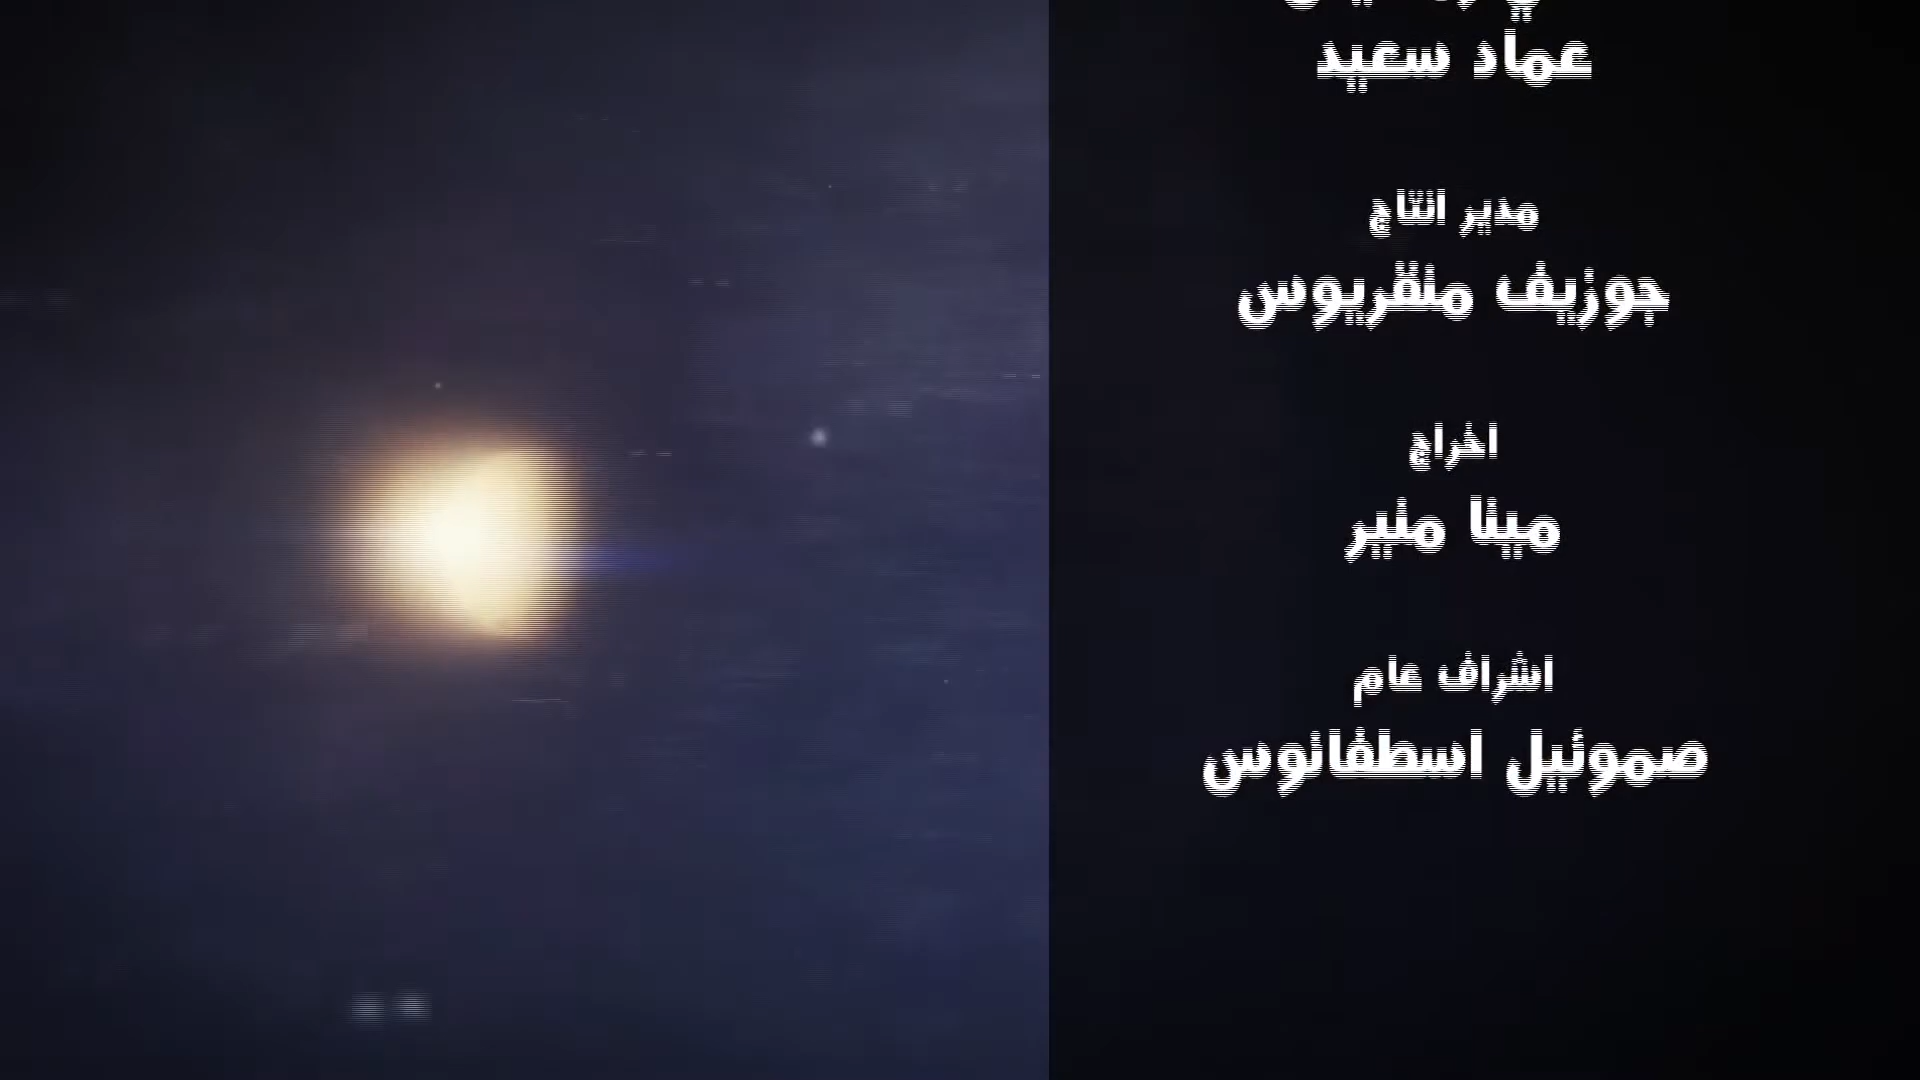 عماد سعيد
مدير انتاج
جوزيف منقريوس
اخراج
مينا منير
اشراف عام
صموئيل اسطفانوس